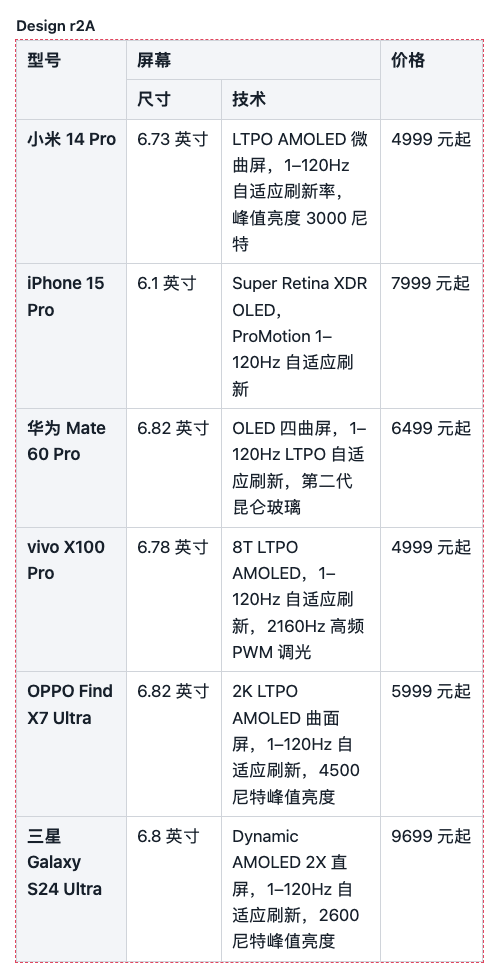 Design r2A
型号
屏幕
价格
尺寸
技术
小米 14 Pro
6.73 英寸
LTPO AMOLED 微
曲屏，1–120Hz
自适应刷新率，
峰值亮度 3000 尼
特
4999 元起
iPhone 15
Pro
6.1 英寸
Super Retina XDR
OLED，
ProMotion 1–
120Hz 自适应刷
新
7999 元起
华为 Mate
60 Pro
6.82 英寸
OLED 四曲屏，1–
120Hz LTPO 自适
应刷新，第二代
昆仑玻璃
6499 元起
vivo X100
Pro
6.78 英寸
8T LTPO
AMOLED，1–
120Hz 自适应刷
新，2160Hz 高频
PWM 调光
4999 元起
OPPO Find
X7 Ultra
6.82 英寸
2K LTPO
AMOLED 曲面
屏，1–120Hz 自
适应刷新，4500
尼特峰值亮度
5999 元起
三星
Galaxy
S24 Ultra
6.8 英寸
Dynamic
AMOLED 2X 直
屏，1–120Hz 自
适应刷新，2600
尼特峰值亮度
9699 元起